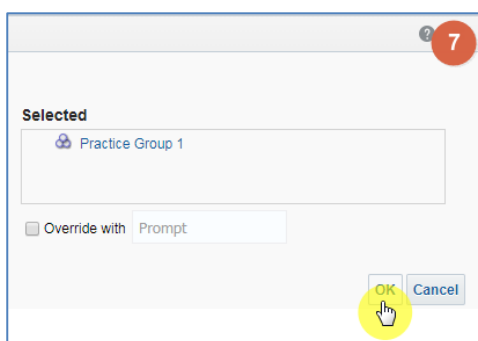 ?
7
Selected
Practice Group 1
Override with Prompt
OK Cancel